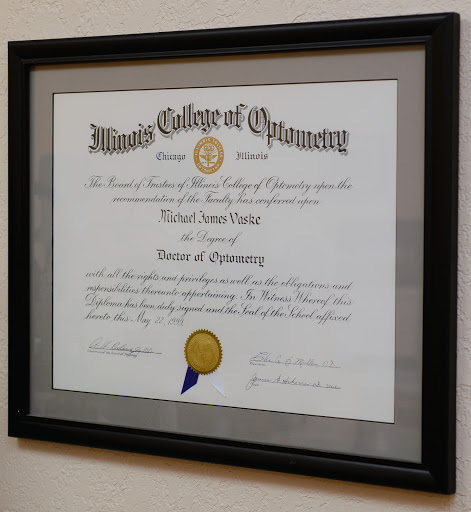 Illinois College of Optometry
Chicago Illinois
The Board of Trustees of Illinois College of Optometry upon the
recommendation of the Faculty has conferred upon
Michael James Vaske
the Degree of
Doctor of Optometry
with all the rights and privileges as well as the obligations and
responsibilities thereunto appertaining. In Witness Whereof this
Diploma has been duly signed and the Seal of the School affixed
hereto this May 22, 1999.